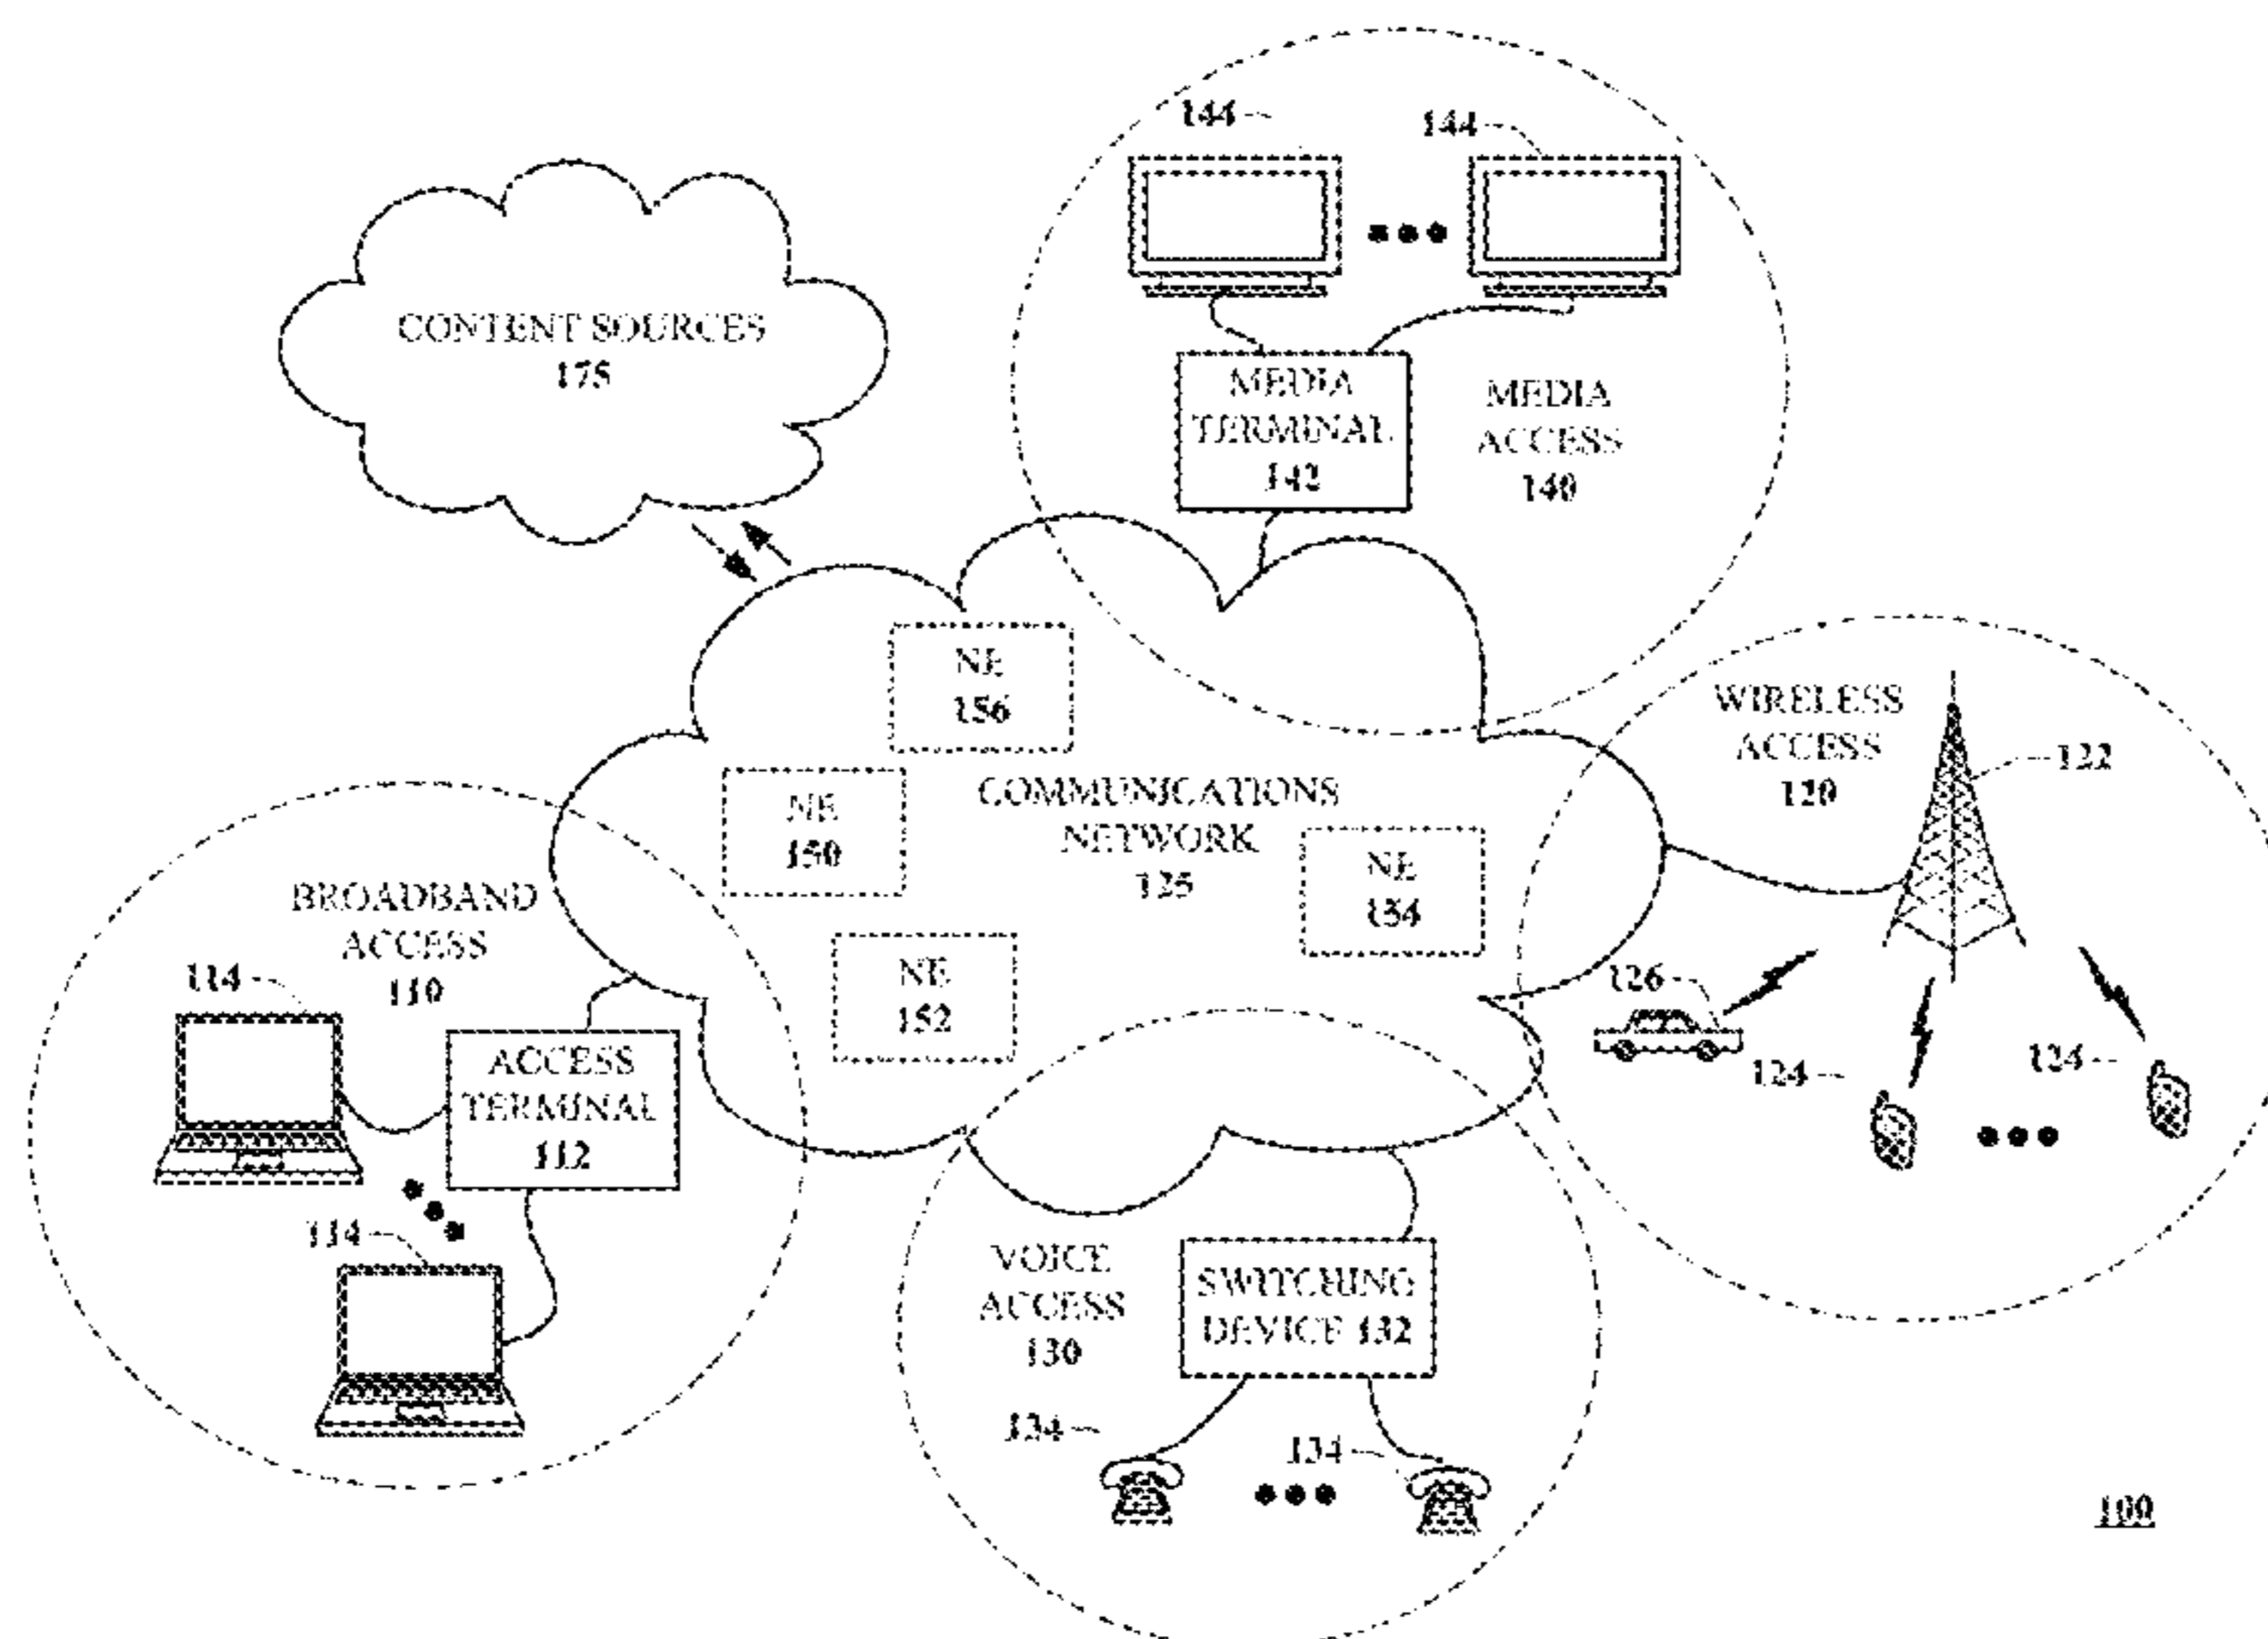 144
144
CONTENT SOURCES
175
MEDIA
TERMINAL
142
MEDIA
ACCESS
140
NE
156
WIRELESS
ACCESS
120
122
NE
150
COMMUNICATIONS
NETWORK
125
NE
154
BROADBAND
ACCESS
110
114
NE
152
126
124
124
ACCESS
TERMINAL
112
114
VOICE
ACCESS
130
SWITCHING
DEVICE 132
134
134
100